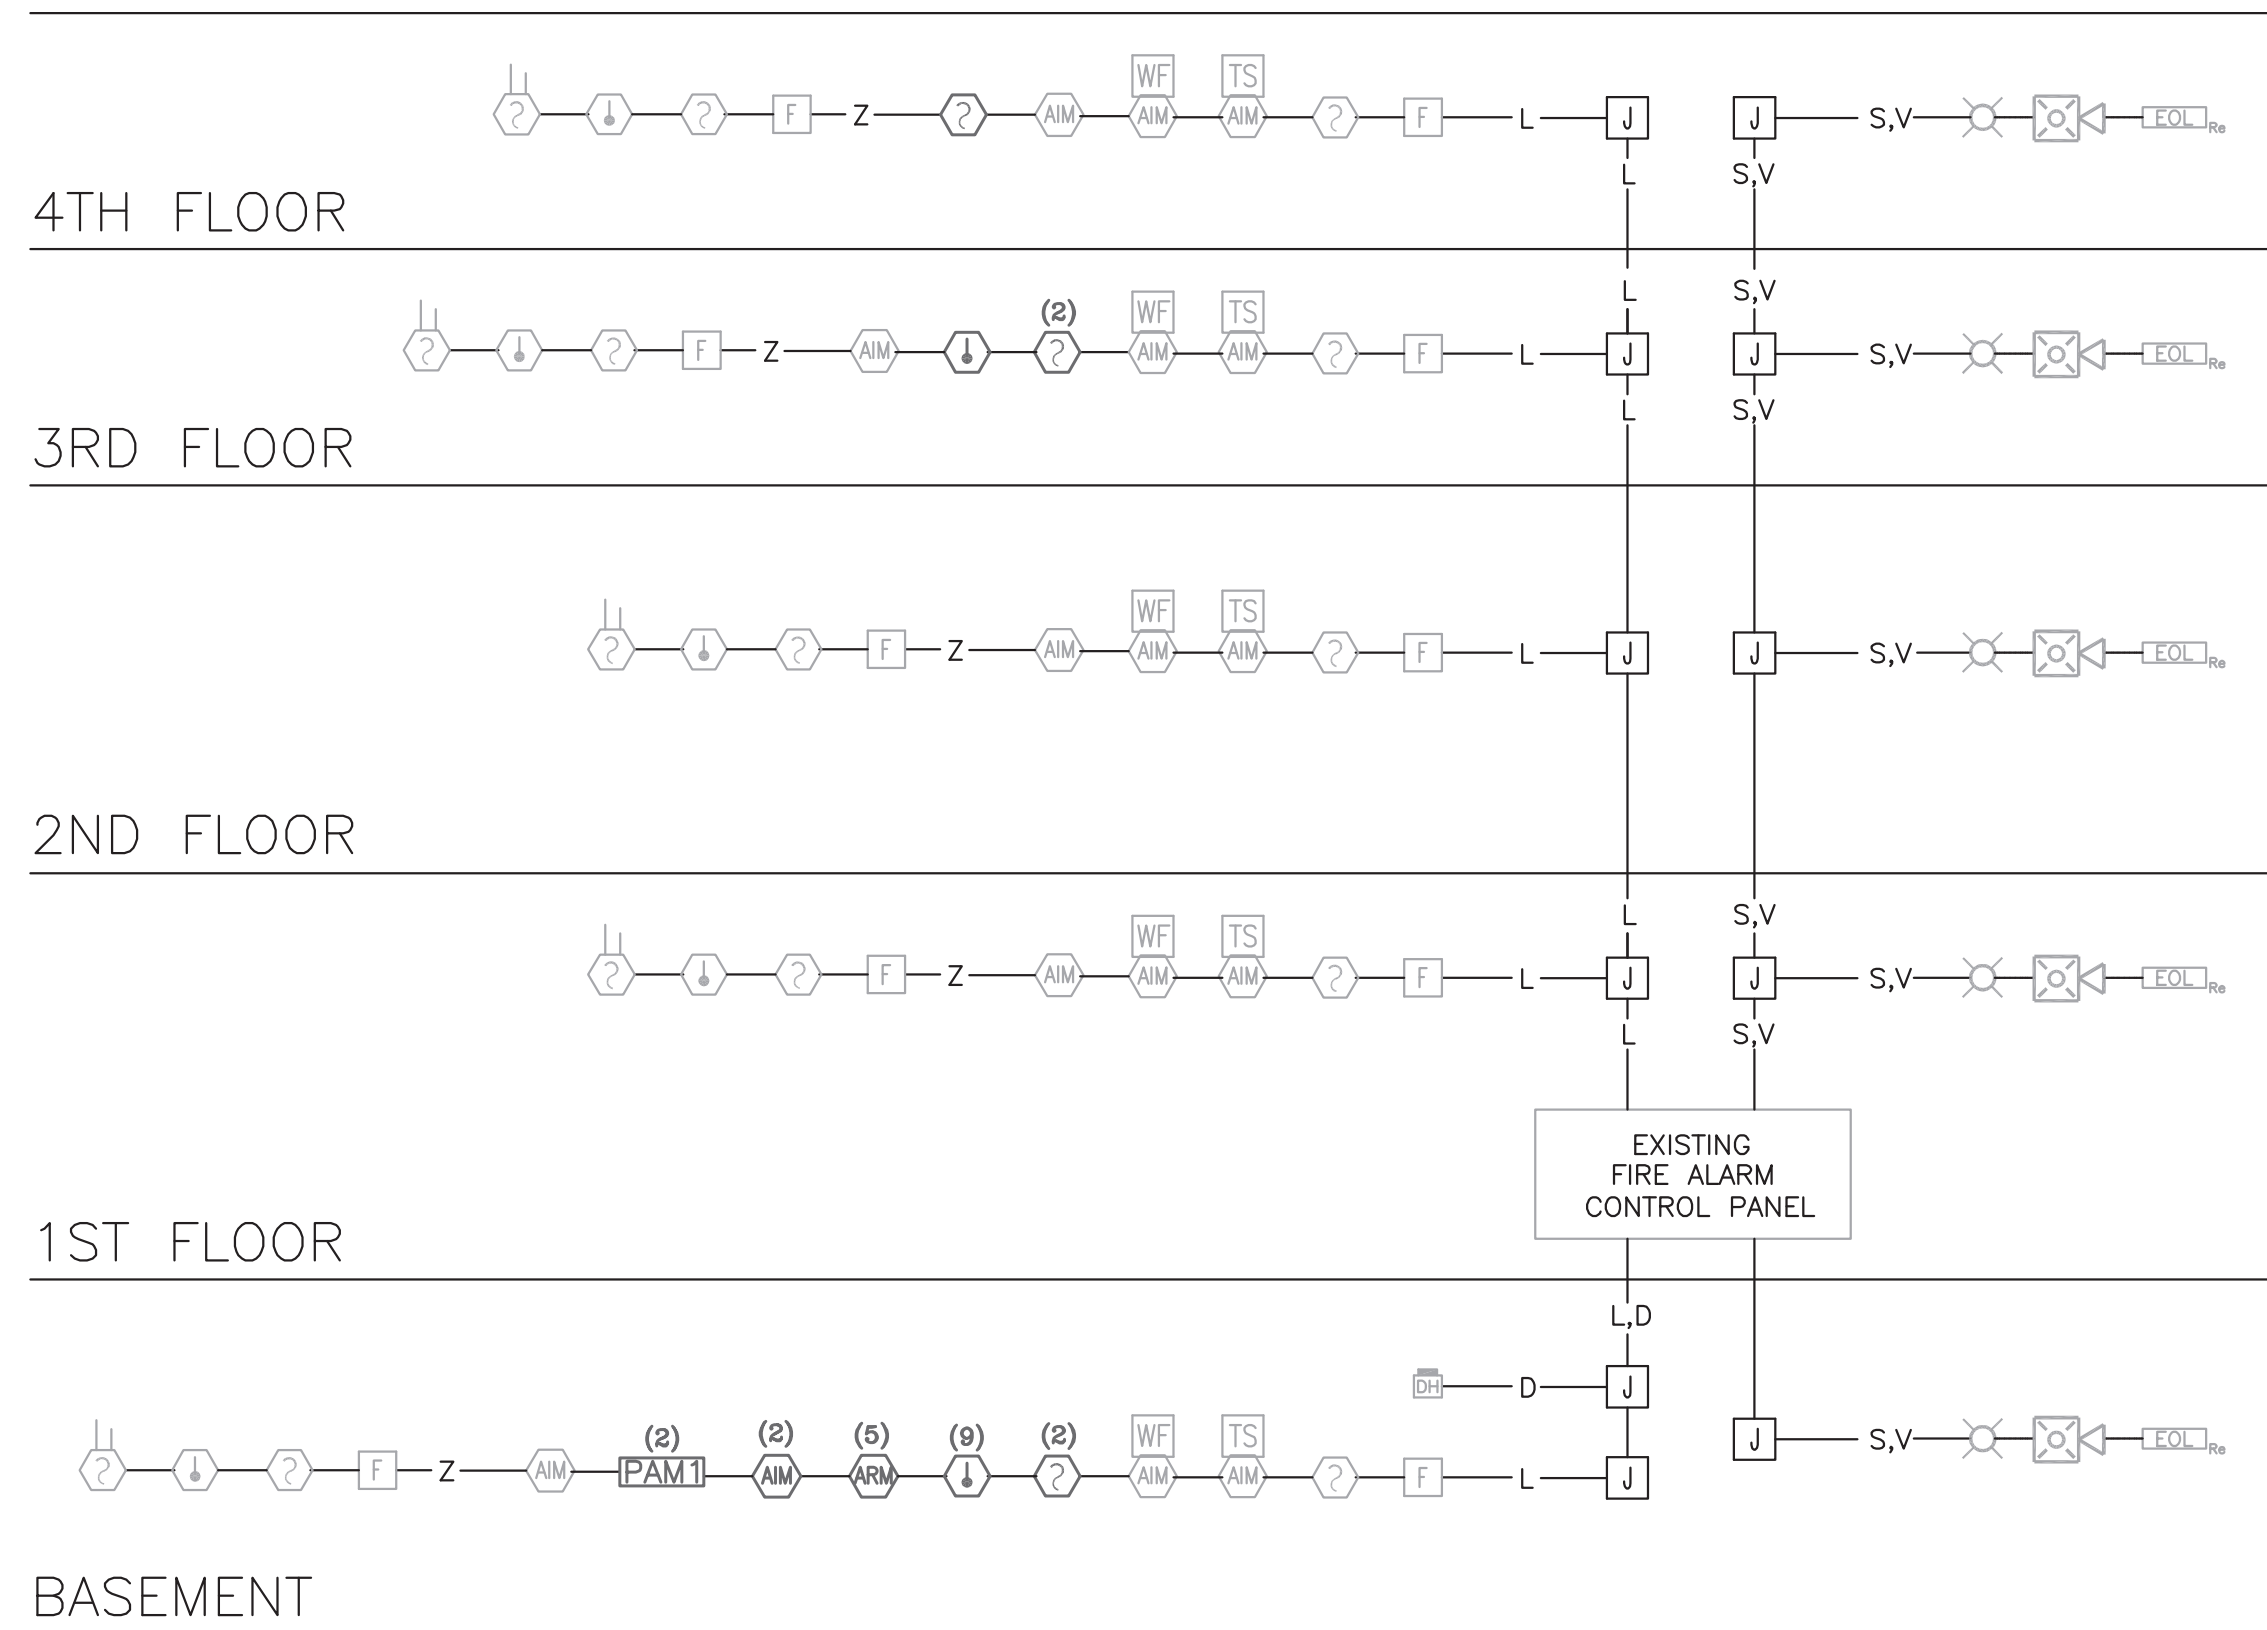 WF TS
F Z AIM AIM AIM F L J J S,V EOL Re
L S,V
4TH FLOOR
L S,V
(2) WF TS
F Z AIM AIM AIM F L J J S,V EOL Re
L S,V
3RD FLOOR
WF TS
F Z AIM AIM AIM F L J J S,V EOL Re
2ND FLOOR
L S,V
WF TS
F Z AIM AIM AIM F L J J S,V EOL Re
L S,V
EXISTING
FIRE ALARM
CONTROL PANEL
1ST FLOOR
L,D
DH D J
(2) (2) (5) (9) (2) WF TS
J S,V EOL Re
F Z AIM PAM1 AIM ARM AIM AIM F L J
BASEMENT